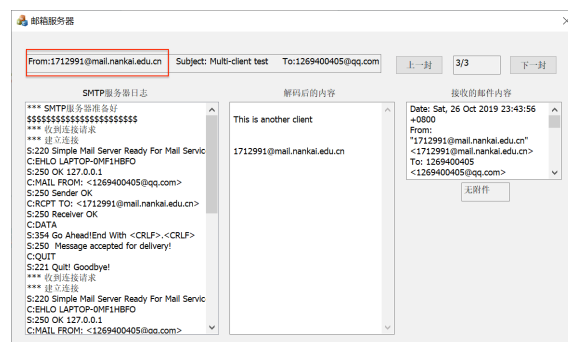 邮箱服务器
From:1712991@mail.nankai.edu.cn Subject: Multi-client test To:1269400405@qq.com 上一封 3/3 下一封
SMTP服务器日志
*** SMTP服务器准备好
$$$$$$$$$$$$$$$$$$$$$$
*** 收到连接请求
*** 建立连接
S:220 Simple Mail Server Ready For Mail Servic
C:EHLO LAPTOP-0MF1HBFO
S:250 OK 127.0.0.1
C:MAIL FROM: <1269400405@qq.com>
S:250 Sender OK
C:RCPT TO: <1712991@mail.nankai.edu.cn>
S:250 Receiver OK
C:DATA
S:354 Go Ahead!End With <CRLF>.<CRLF>
S:250 Message accepted for delivery!
C:QUIT
S:221 Quit! Goodbye!
*** 收到连接请求
*** 建立连接
S:220 Simple Mail Server Ready For Mail Servic
C:EHLO LAPTOP-0MF1HBFO
S:250 OK 127.0.0.1
C:MAIL FROM: <1269400405@qq.com>
解码后的内容
This is another client
1712991@mail.nankai.edu.cn
接收的邮件内容
Date: Sat, 26 Oct 2019 23:43:56
+0800
From:
"1712991@mail.nankai.edu.cn"
<1712991@mail.nankai.edu.cn>
To: 1269400405
<1269400405@qq.com>
无附件